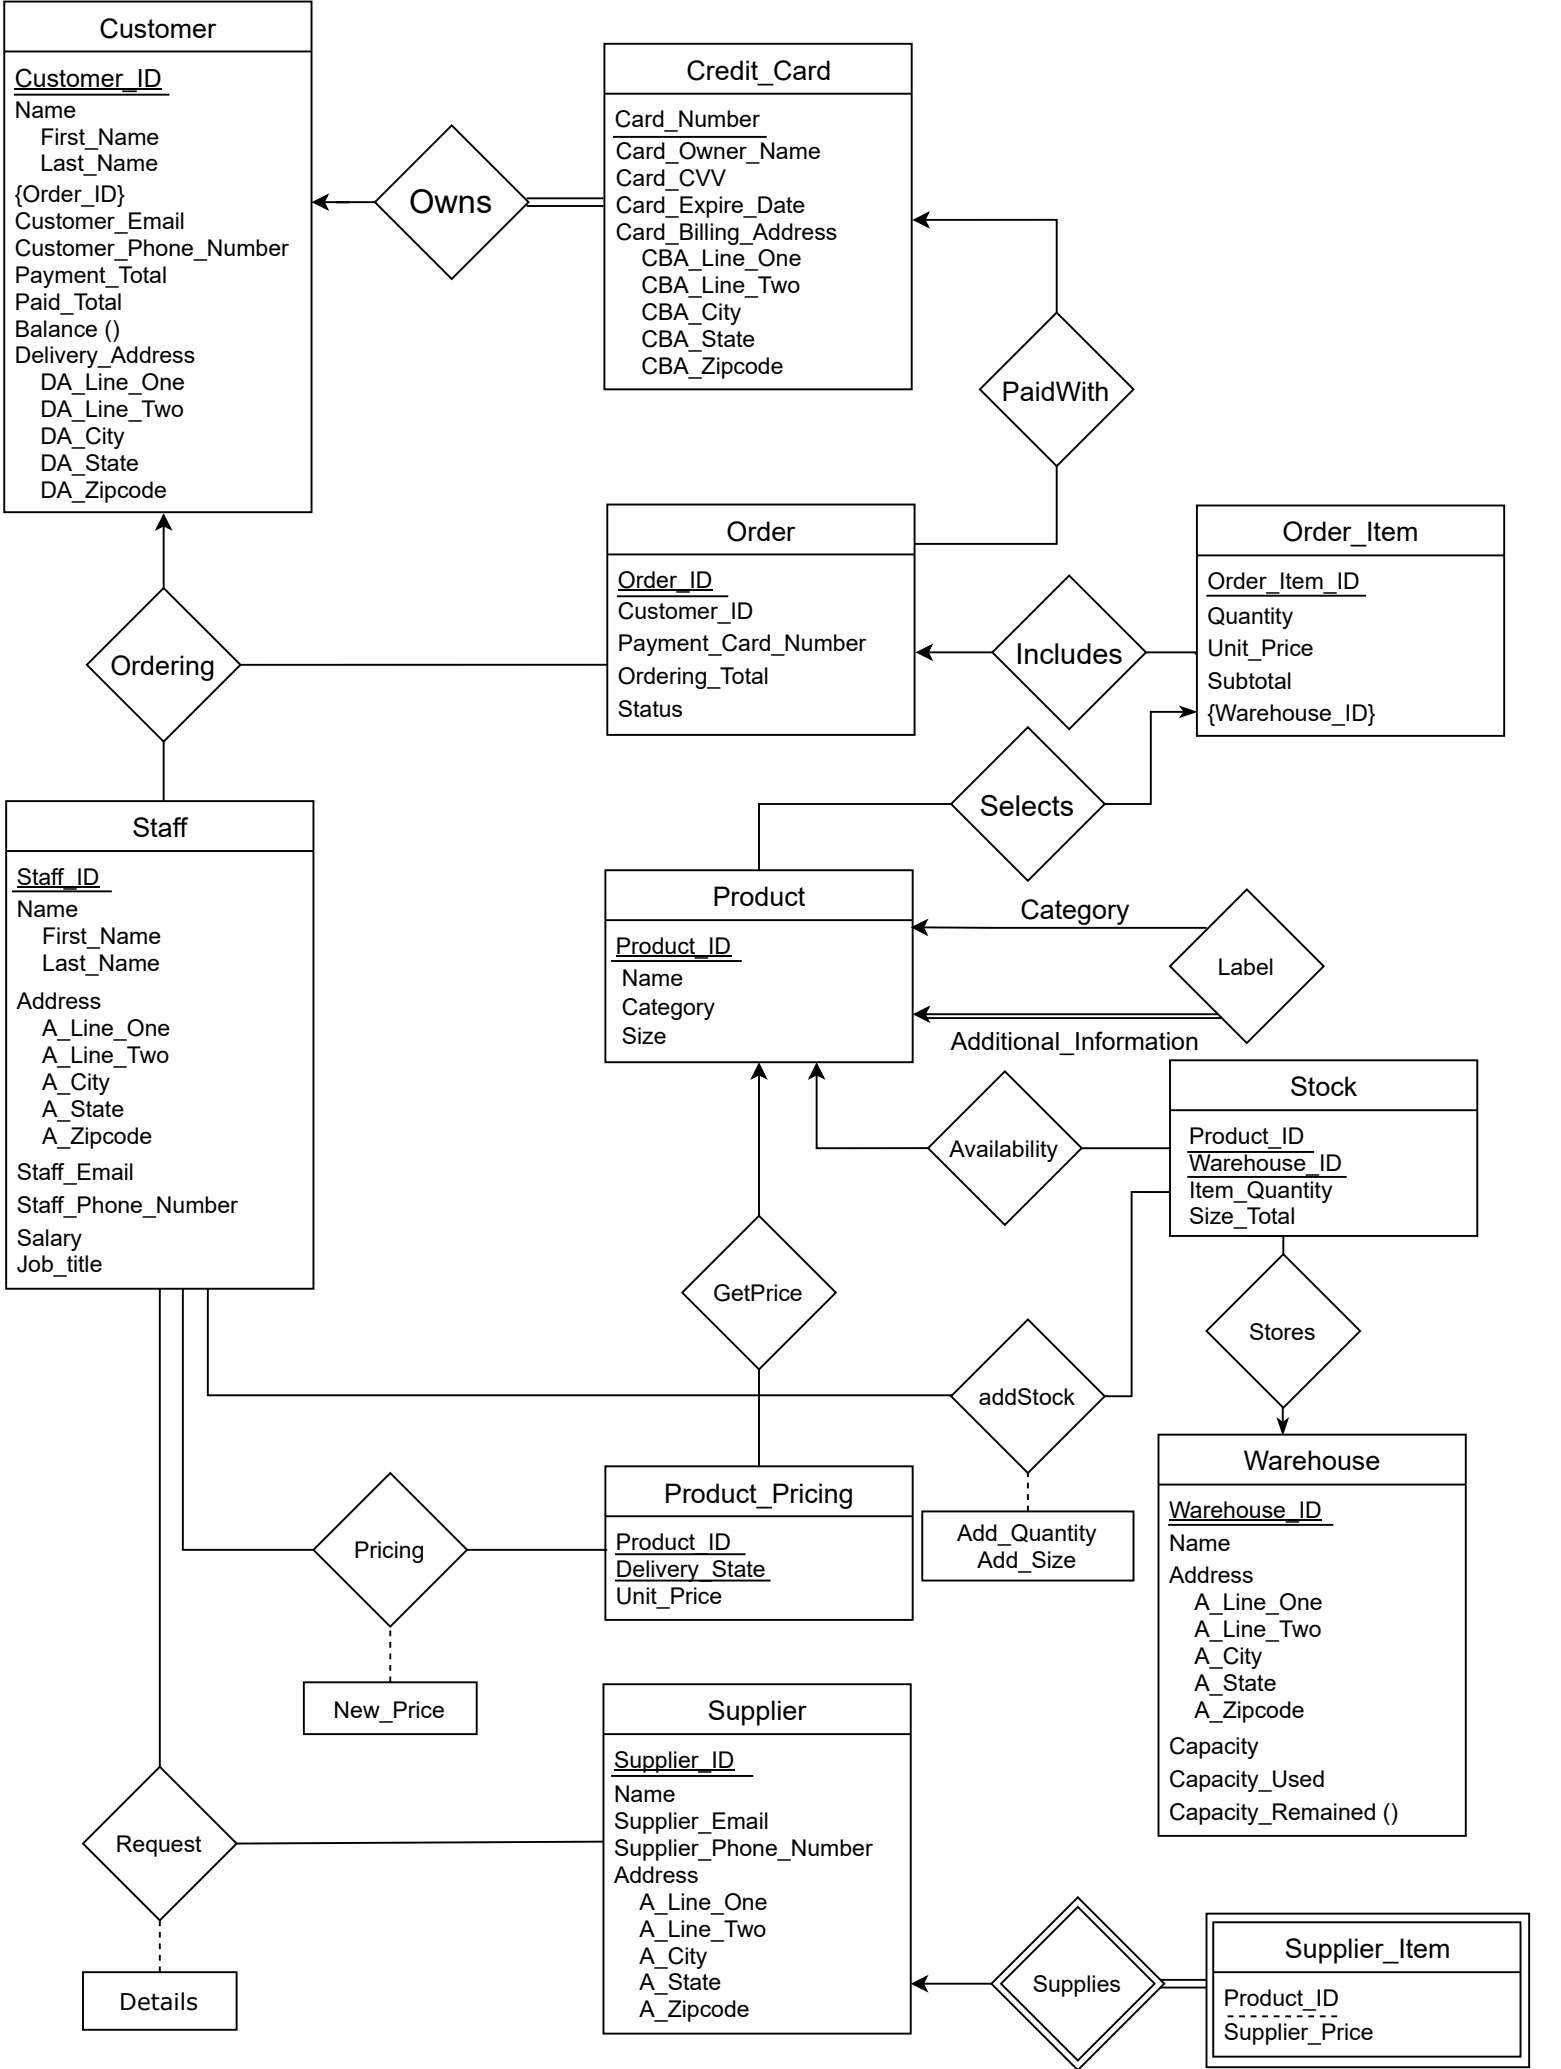 Customer
Customer_ID
Name
First_Name
Last_Name
{Order_ID}
Customer_Email
Customer_Phone_Number
Payment_Total
Paid_Total
Balance ()
Delivery_Address
DA_Line_One
DA_Line_Two
DA_City
DA_State
DA_Zipcode
Owns
Credit_Card
Card_Number
Card_Owner_Name
Card_CVV
Card_Expire_Date
Card_Billing_Address
CBA_Line_One
CBA_Line_Two
CBA_City
CBA_State
CBA_Zipcode
PaidWith
Ordering
Order
Order_ID
Customer_ID
Payment_Card_Number
Ordering_Total
Status
Includes
Order_Item
Order_Item_ID
Quantity
Unit_Price
Subtotal
{Warehouse_ID}
Selects
Staff
Staff_ID
Name
First_Name
Last_Name
Address
A_Line_One
A_Line_Two
A_City
A_State
A_Zipcode
Staff_Email
Staff_Phone_Number
Salary
Job_title
Product
Product_ID
Name
Category
Size
Category
Label
Additional_Information
Availability
Stock
Product_ID
Warehouse_ID
Item_Quantity
Size_Total
GetPrice
Stores
addStock
Add_Quantity
Add_Size
Pricing
New_Price
Product_Pricing
Product_ID
Delivery_State
Unit_Price
Warehouse
Warehouse_ID
Name
Address
A_Line_One
A_Line_Two
A_City
A_State
A_Zipcode
Capacity
Capacity_Used
Capacity_Remained ()
Request
Details
Supplier
Supplier_ID
Name
Supplier_Email
Supplier_Phone_Number
Address
A_Line_One
A_Line_Two
A_City
A_State
A_Zipcode
Supplies
Supplier_Item
Product_ID
Supplier_Price